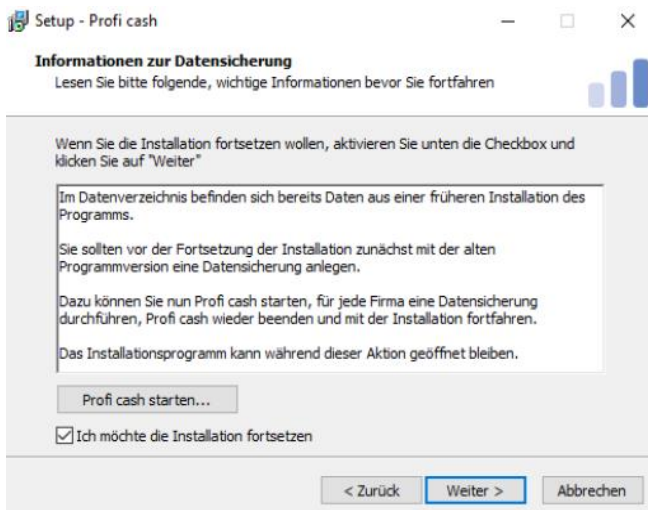 Setup - Profi cash
Informationen zur Datensicherung
Lesen Sie bitte folgende, wichtige Informationen bevor Sie fortfahren
Wenn Sie die Installation fortsetzen wollen, aktivieren Sie unten die Checkbox und
klicken Sie auf "Weiter"
Im Datenverzeichnis befinden sich bereits Daten aus einer früheren Installation des
Programms.
Sie sollten vor der Fortsetzung der Installation zunächst mit der alten
Programmversion eine Datensicherung anlegen.
Dazu können Sie nun Profi cash starten, für jede Firma eine Datensicherung
durchführen, Profi cash wieder beenden und mit der Installation fortfahren.
Das Installationsprogramm kann während dieser Aktion geöffnet bleiben.
Profi cash starten...
Ich möchte die Installation fortsetzen
< Zurück Weiter > Abbrechen